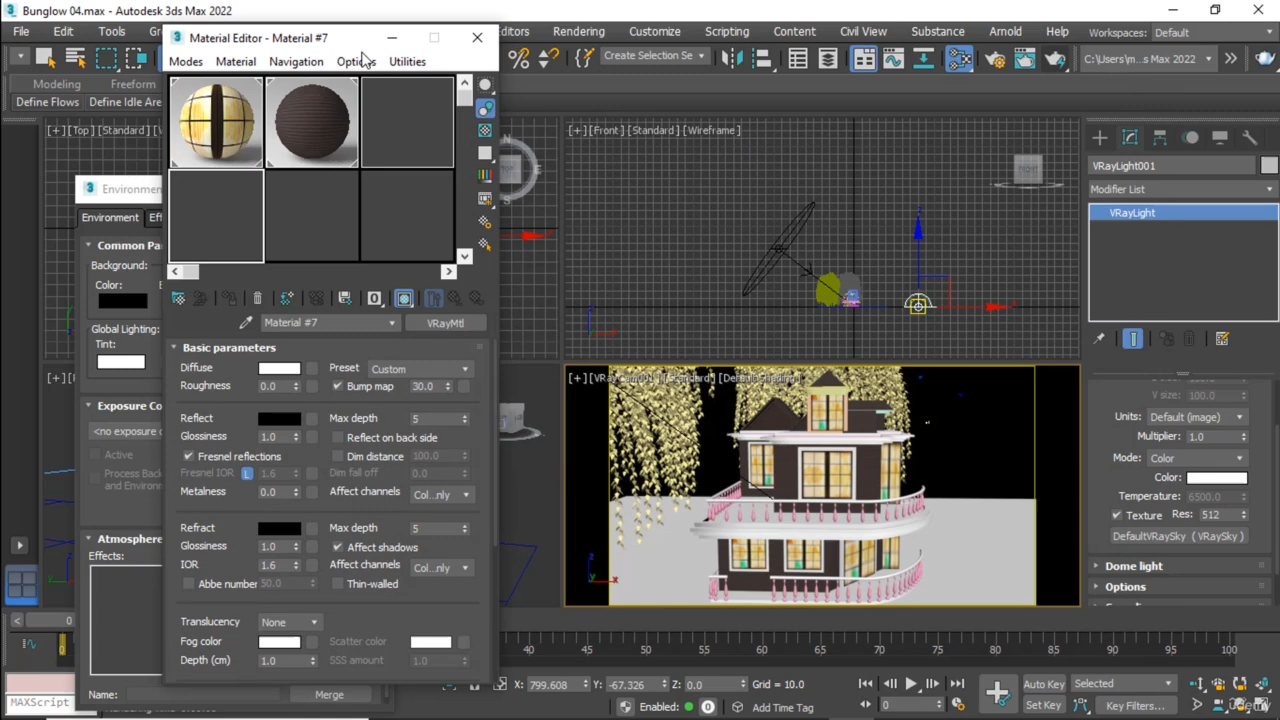 Bunglow 04.max - Autodesk 3ds Max 2022
File Edit Tools
Rendering Customize Scripting Content Civil View Substance Arnold Help
Workspaces: Default
Create Selection Se
C:\Users\m...s Max 2022
Modeling Freeform
Define Flows Define Idle Area
Material Editor - Material #7
Modes Material Navigation Options Utilities
Material #7 VRayMtl
Basic parameters
Diffuse Preset Custom
Roughness 0.0 Bump map 30.0
Reflect Max depth 5
Glossiness 1.0 Reflect on back side
Fresnel reflections Dim distance 100.0
Fresnel IOR L 1.6 Dim fall off 0.0
Metalness 0.0 Affect channels Col...nly
Refract Max depth 5
Glossiness 1.0 Affect shadows
IOR 1.6 Affect channels Col...nly
Abbe number 50.0 Thin-walled
Translucency None
Fog color Scatter color
Depth (cm) 1.0 SSS amount 1.0
Environment
Environment Eff
Common Pa
Background:
Color: E
Global Lighting:
Tint:
Exposure Co
<no exposure c
Active
Process Back
and Environm
Atmosphere
Effects:
Name: Merge
[+] [Top] [Standard] [W
[+] [Front] [Standard] [Wireframe]
[Standard] [Default Shading]
TOP
N
z
x
y
VRayLight001
Modifier List
VRayLight
V size: 100.0
Units: Default (image)
Multiplier: 1.0
Mode: Color
Color:
Temperature: 6500.0
Texture Res: 512
DefaultVRaySky ( VRaySky )
Dome light
Options
0
40 45 50 55 60 65 70 75 80 85 90 95 100
MAXScript
X: 799.608 Y: -67.326 Z: 0.0 Grid = 10.0
Enabled: 0 Add Time Tag
Auto Key Selected
Set Key Key Filters...
0
Udemy